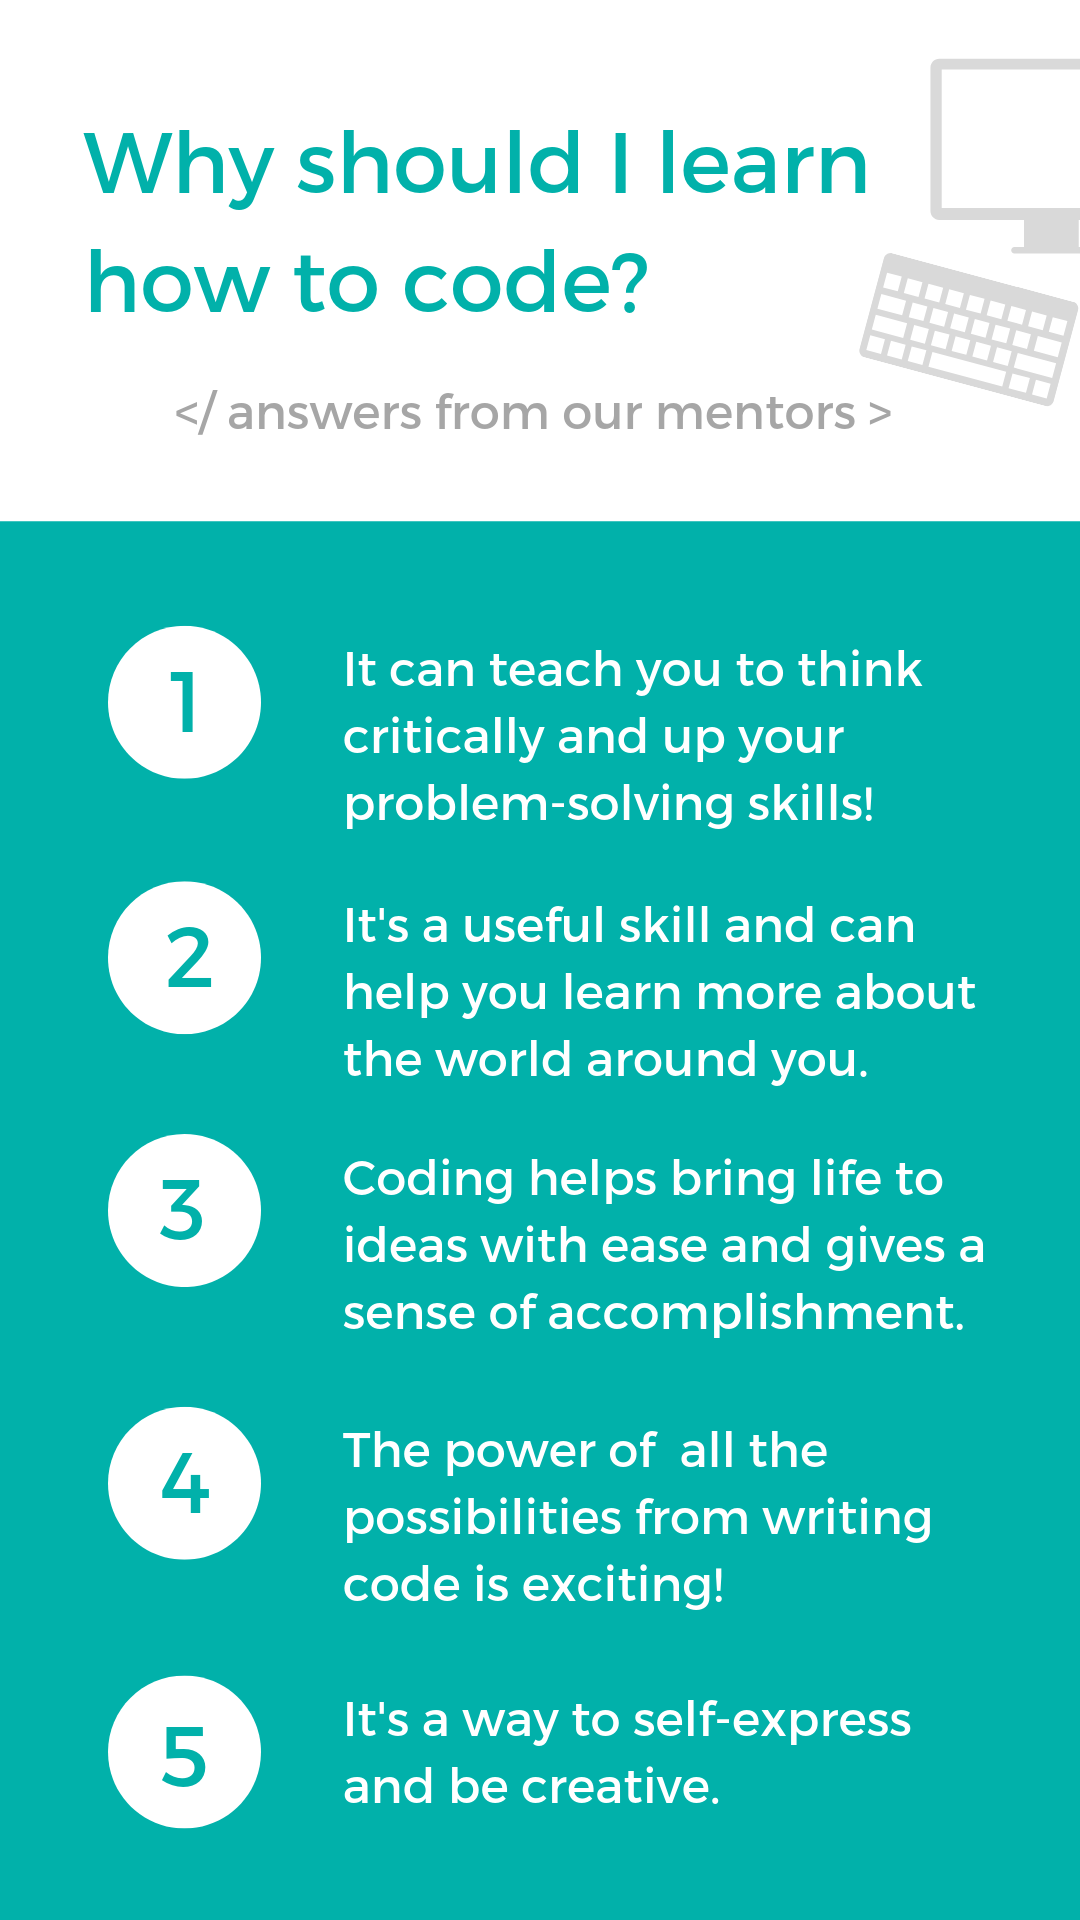 Why should I learn
how to code?
</ answers from our mentors >
1
It can teach you to think
critically and up your
problem-solving skills!
2
It's a useful skill and can
help you learn more about
the world around you.
3
Coding helps bring life to
ideas with ease and gives a
sense of accomplishment.
4
The power of  all the
possibilities from writing
code is exciting!
5
It's a way to self-express
and be creative.